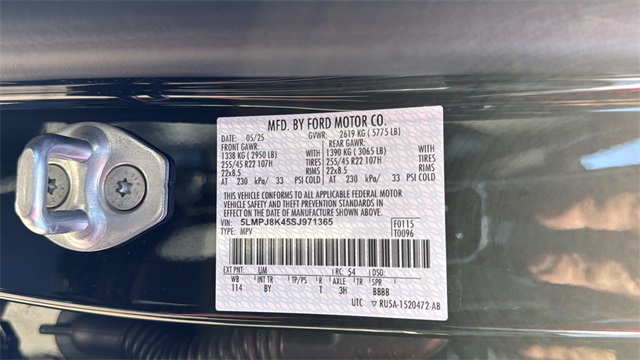 MFD. BY FORD MOTOR CO.
DATE: 05/25 GVWR: 2619 KG ( 5775 LB)
FRONT GAWR: REAR GAWR:
1338 KG ( 2950 LB) WITH 1390 KG ( 3065 LB) WITH
255/45 R22 107H TIRES 255/45 R22 107H TIRES
22x8.5 RIMS 22x8.5 RIMS
AT 230 kPa/ 33 PSI COLD AT 230 kPa/ 33 PSI COLD
THIS VEHICLE CONFORMS TO ALL APPLICABLE FEDERAL MOTOR
VEHICLE SAFETY AND BUMPER AND THEFT PREVENTION STANDARDS IN
EFFECT ON THE DATE OF MANUFACTURE SHOWN ABOVE.
VIN: 5LMPJ8K45SJ971365 F0115
TYPE: MPV T0096
EXT PNT: UM RC: 54 DSO:
WB INT TR TP/PS R AXLE TR SPR
114 BY T 3H BBBB
UTC ▽ RU5A-1520472-AB